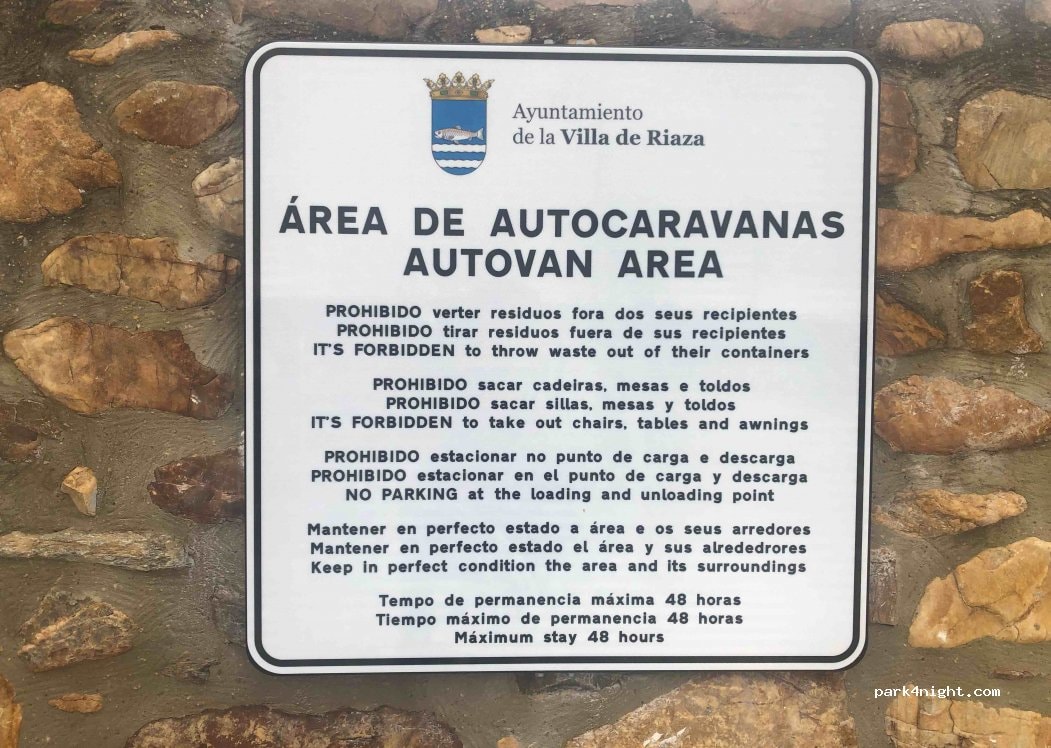 Ayuntamiento
de la Villa de Riaza
ÁREA DE AUTOCARAVANAS
AUTOVAN AREA
PROHIBIDO verter residuos fora dos seus recipientes
PROHIBIDO tirar residuos fuera de sus recipientes
IT'S FORBIDDEN to throw waste out of their containers
PROHIBIDO sacar cadeiras, mesas e toldos
PROHIBIDO sacar sillas, mesas y toldos
IT'S FORBIDDEN to take out chairs, tables and awnings
PROHIBIDO estacionar no punto de carga e descarga
PROHIBIDO estacionar en el punto de carga y descarga
NO PARKING at the loading and unloading point
Mantener en perfecto estado a área e os seus arredores
Mantener en perfecto estado el área y sus alrededrores
Keep in perfect condition the area and its surroundings
Tempo de permanencia máxima 48 horas
Tiempo máximo de permanencia 48 horas
Máximum stay 48 hours
park4night.com